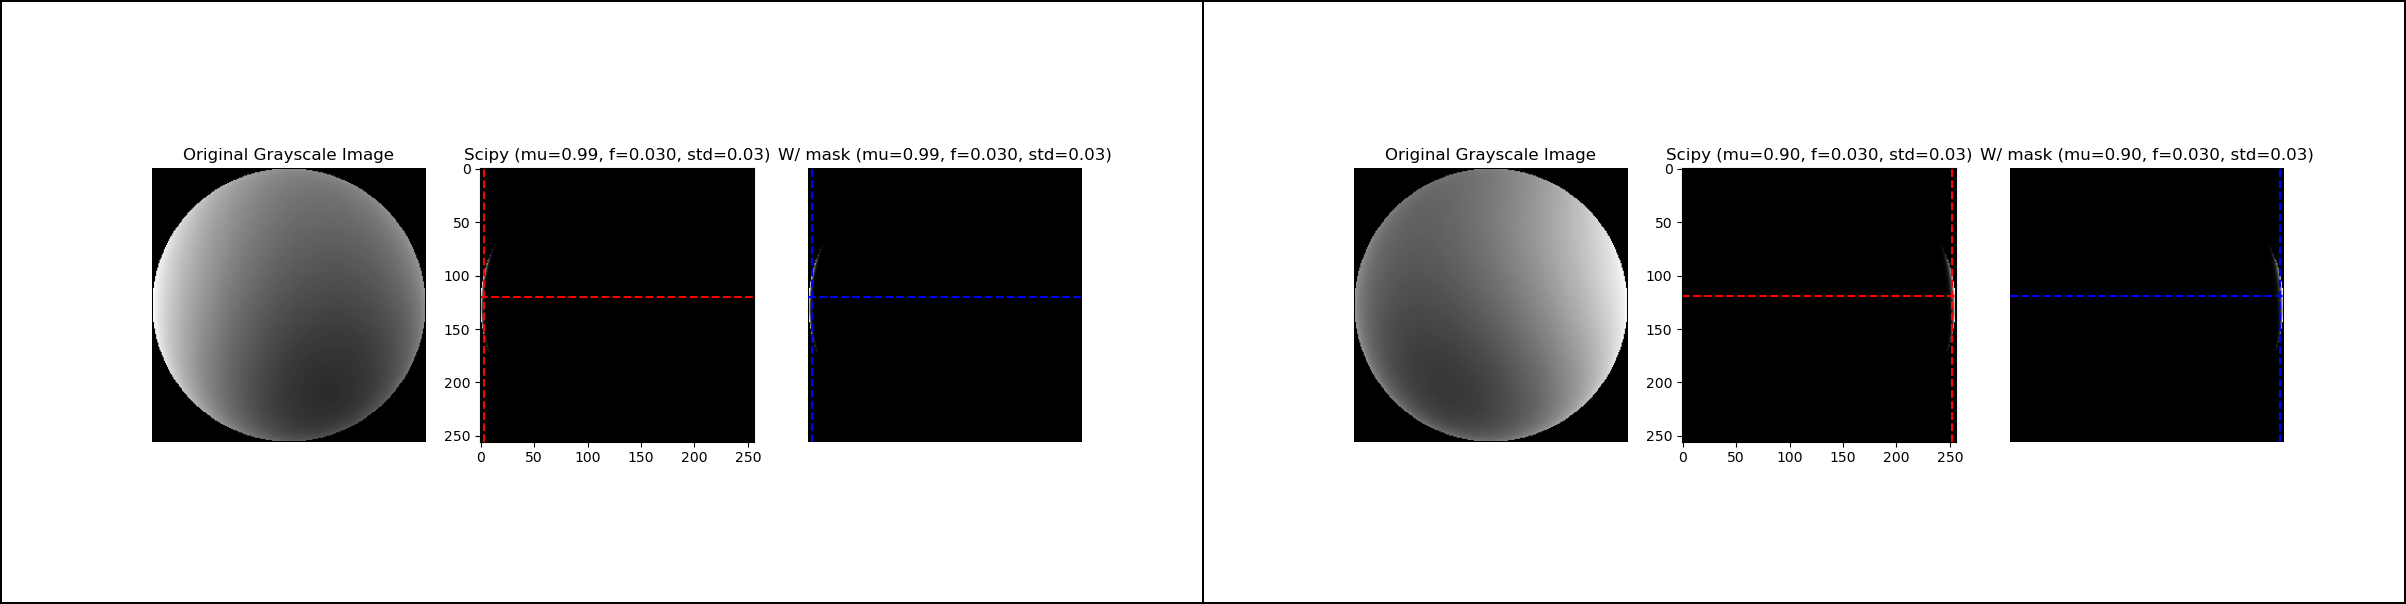 Original Grayscale Image
Scipy (mu=0.99, f=0.030, std=0.03)
W/ mask (mu=0.99, f=0.030, std=0.03)
0
50
100
150
200
250
0 50 100 150 200 250
Original Grayscale Image
Scipy (mu=0.90, f=0.030, std=0.03)
W/ mask (mu=0.90, f=0.030, std=0.03)
0
50
100
150
200
250
0 50 100 150 200 250